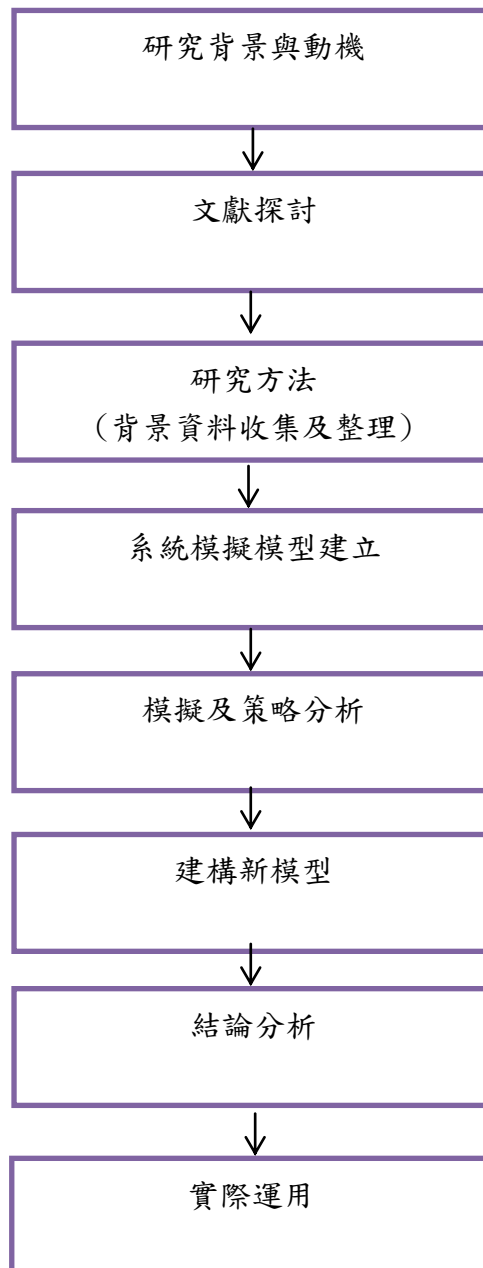 研究背景與動機
文獻探討
研究方法
(背景資料收集及整理)
系統模擬模型建立
模擬及策略分析
建構新模型
結論分析
實際運用